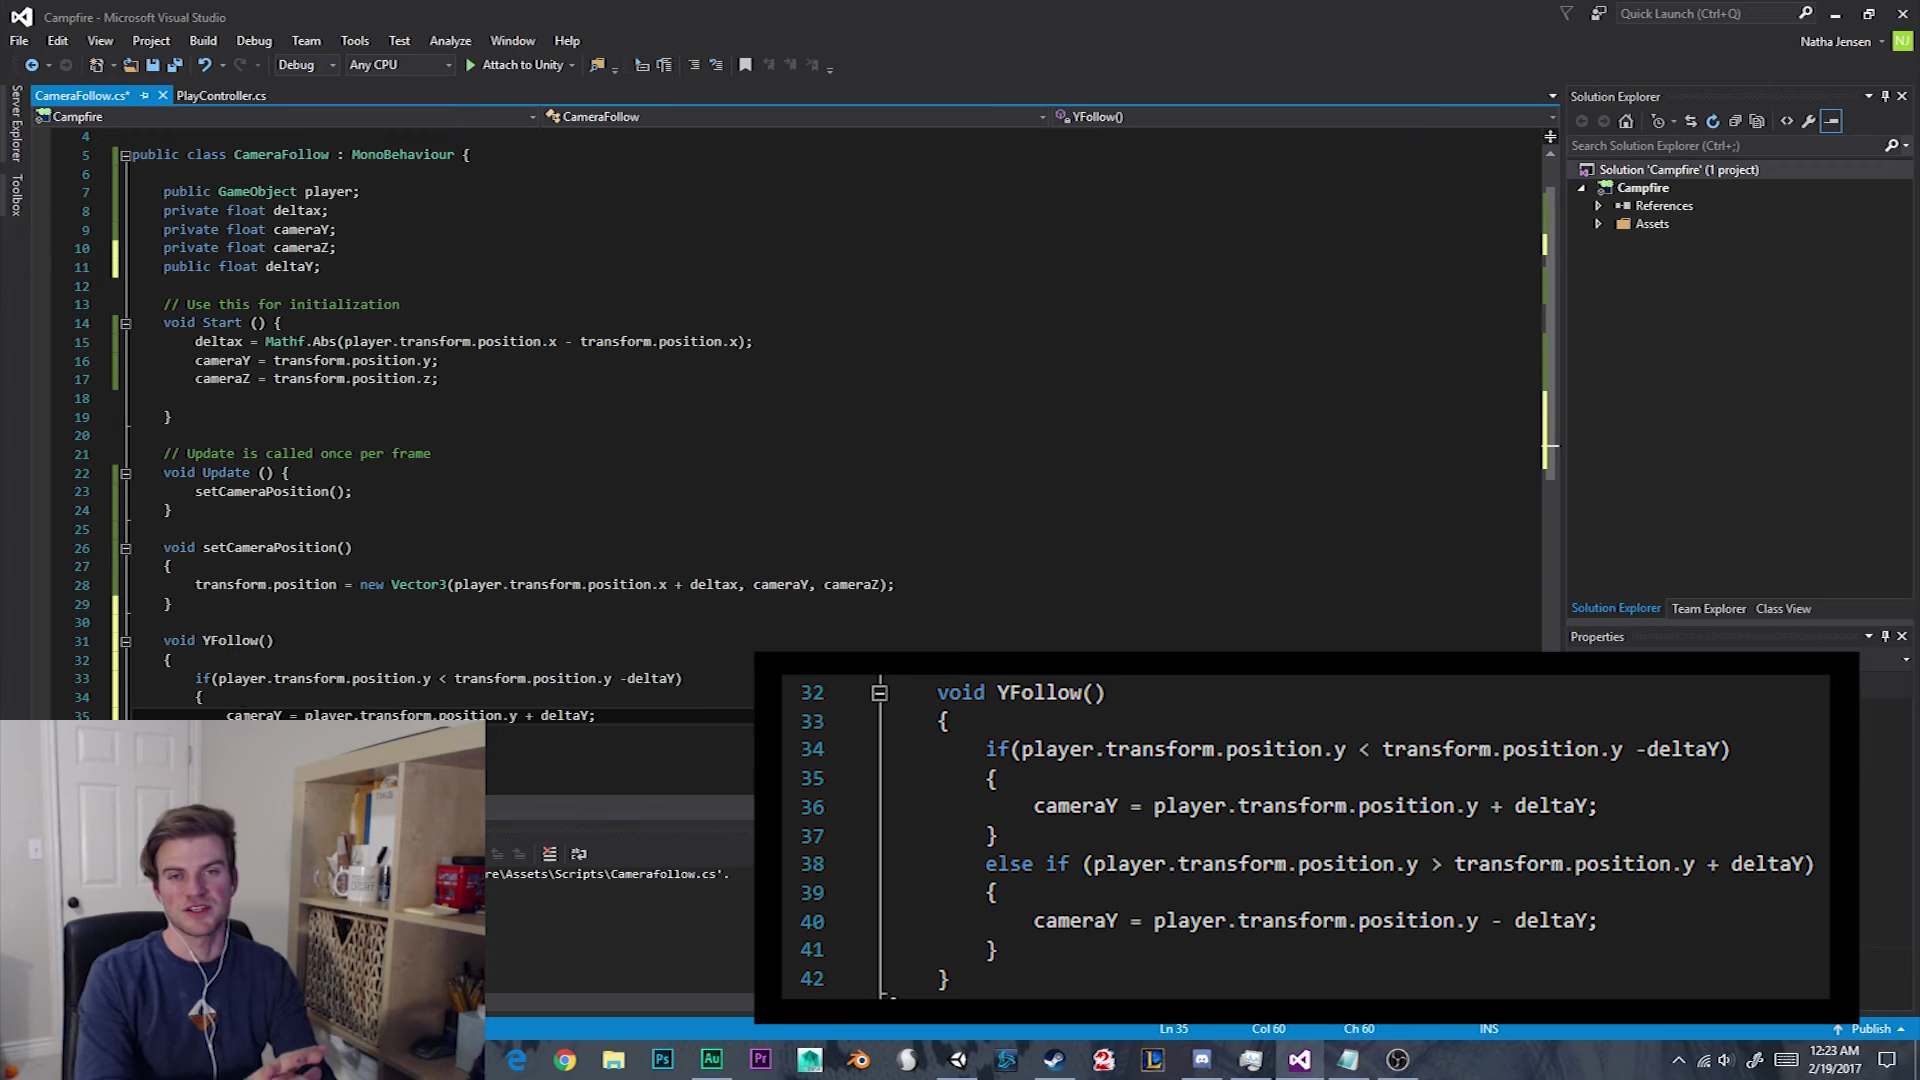 Campfire - Microsoft Visual Studio
Quick Launch (Ctrl+Q)
File Edit View Project Build Debug Team Tools Test Analyze Window Help
Natha Jensen NJ
Debug Any CPU Attach to Unity
CameraFollow.cs* PlayController.cs
Campfire CameraFollow YFollow()
Server Explorer
Toolbox
4
5 public class CameraFollow : MonoBehaviour {
6
7 public GameObject player;
8 private float deltax;
9 private float cameraY;
10 private float cameraZ;
11 public float deltaY;
12
13 // Use this for initialization
14 void Start () {
15 deltax = Mathf.Abs(player.transform.position.x - transform.position.x);
16 cameraY = transform.position.y;
17 cameraZ = transform.position.z;
18
19 }
20
21 // Update is called once per frame
22 void Update () {
23 setCameraPosition();
24 }
25
26 void setCameraPosition()
27 {
28 transform.position = new Vector3(player.transform.position.x + deltax, cameraY, cameraZ);
29 }
30
31 void YFollow()
32 {
33 if(player.transform.position.y < transform.position.y -deltaY)
34 {
35 cameraY = player.transform.position.y + deltaY;
Solution Explorer
Search Solution Explorer (Ctrl+;)
Solution 'Campfire' (1 project)
Campfire
References
Assets
Solution Explorer Team Explorer Class View
Properties
32 void YFollow()
33 {
34 if(player.transform.position.y < transform.position.y -deltaY)
35 {
36 cameraY = player.transform.position.y + deltaY;
37 }
38 else if (player.transform.position.y > transform.position.y + deltaY)
39 {
40 cameraY = player.transform.position.y - deltaY;
41 }
42 }
re\Assets\Scripts\Camerafollow.cs'.
Ln 35 Col 60 Ch 60 INS Publish
Ps Au Pr
12:23 AM
2/19/2017